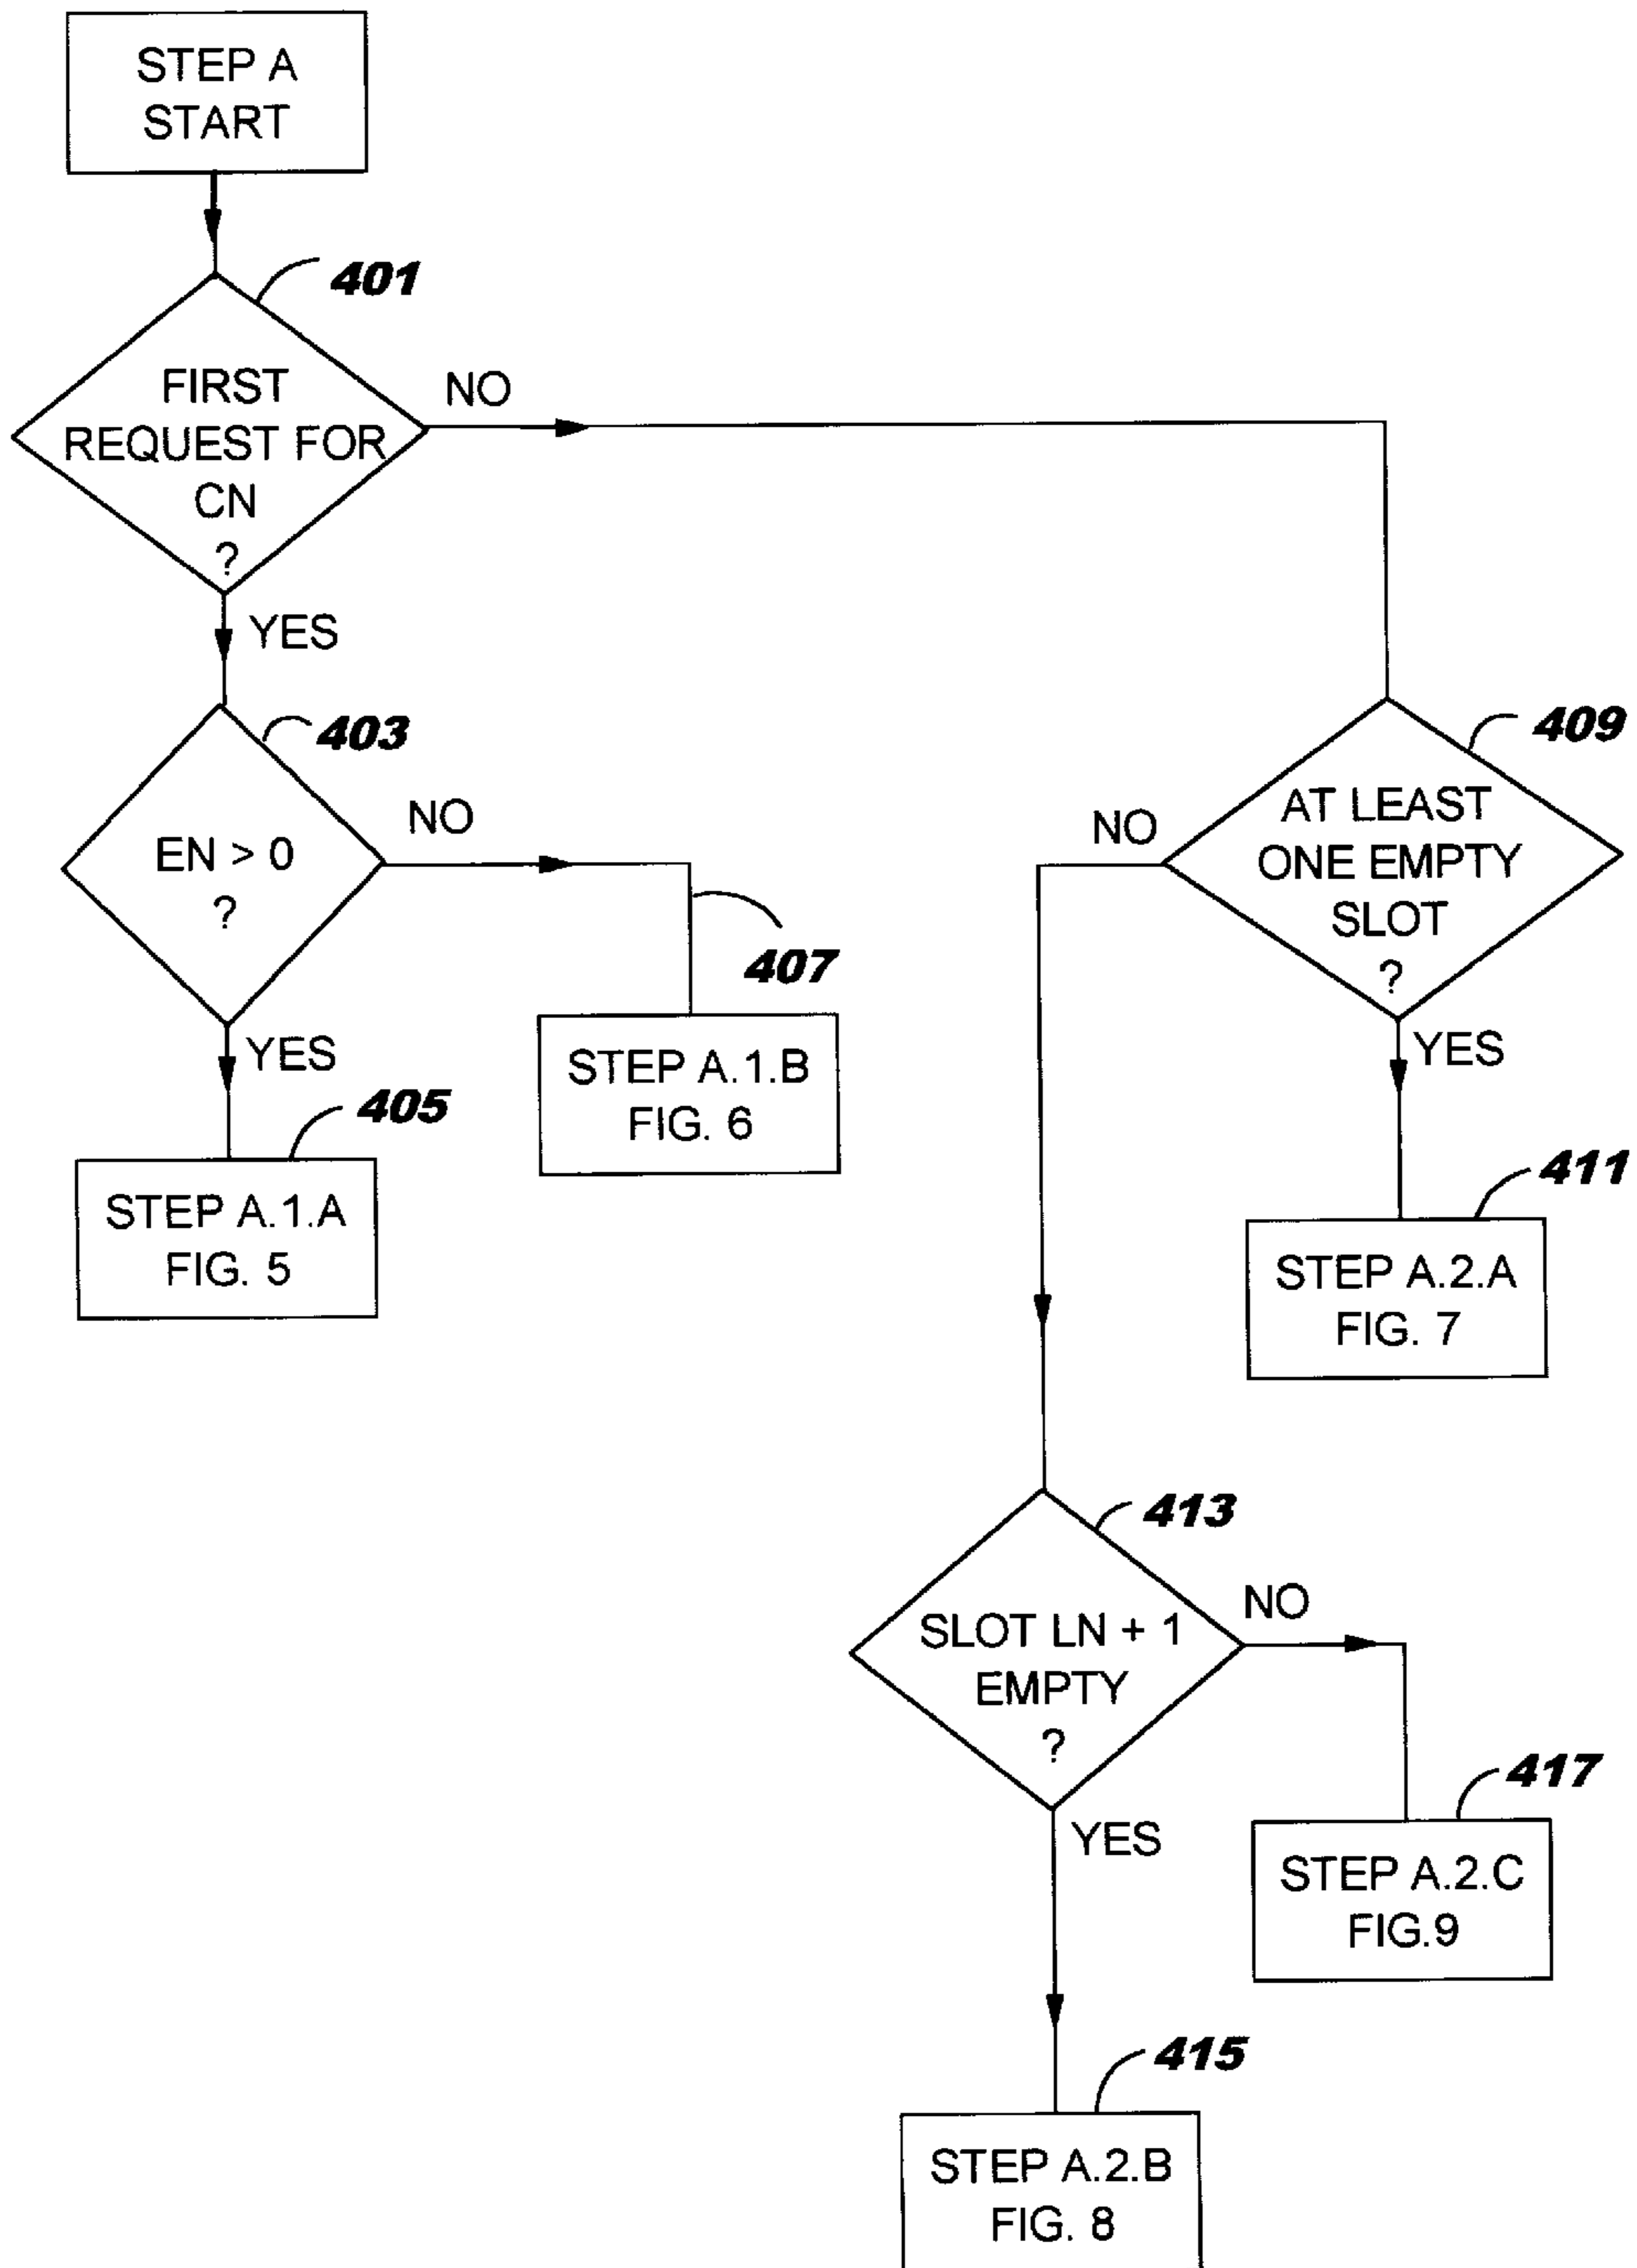 STEP A
START
401
FIRST
REQUEST FOR
CN
?
NO
YES
403
EN > 0
?
NO
407
YES
STEP A.1.B
FIG. 6
405
STEP A.1.A
FIG. 5
409
AT LEAST
ONE EMPTY
SLOT
?
NO
YES
411
STEP A.2.A
FIG. 7
413
SLOT LN + 1
EMPTY
?
NO
YES
417
STEP A.2.C
FIG.9
415
STEP A.2.B
FIG. 8